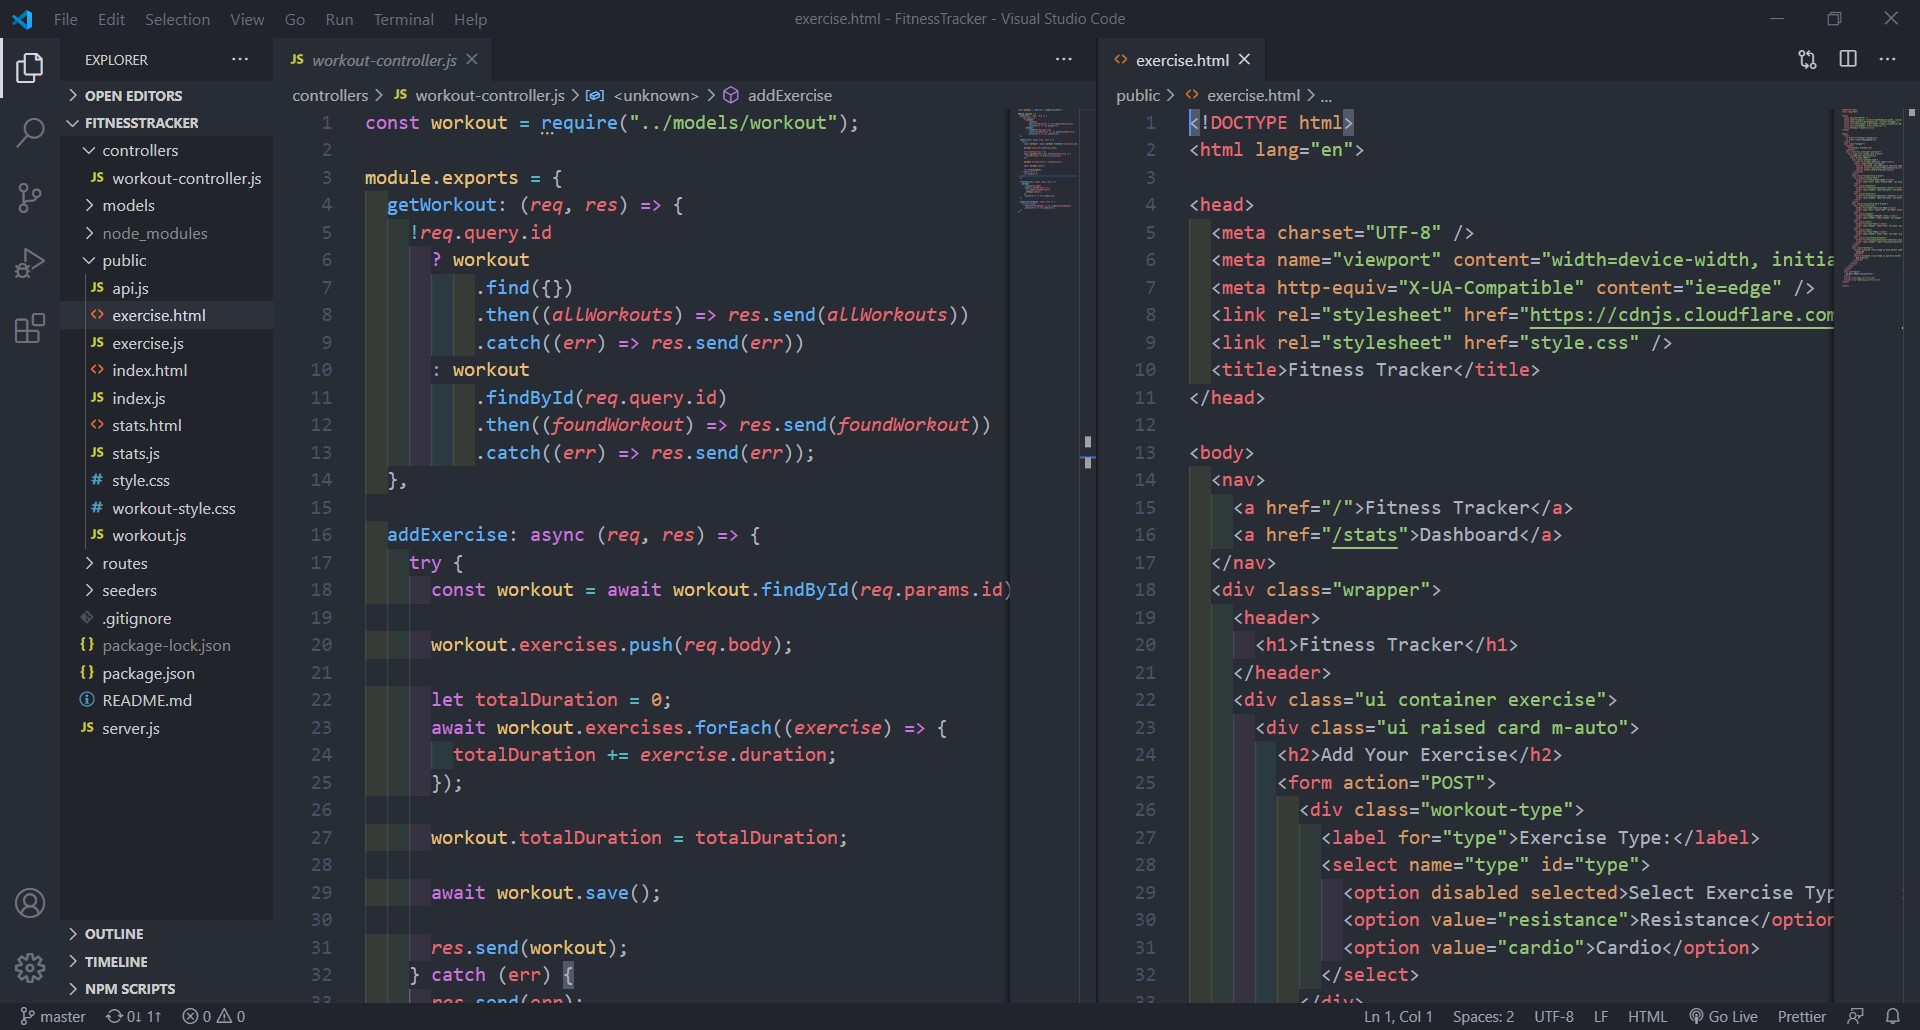 File Edit Selection View Go Run Terminal Help
exercise.html - FitnessTracker - Visual Studio Code
EXPLORER
OPEN EDITORS
FITNESSTRACKER
controllers
JS workout-controller.js
models
node_modules
public
JS api.js
<> exercise.html
JS exercise.js
<> index.html
JS index.js
<> stats.html
JS stats.js
# style.css
# workout-style.css
JS workout.js
routes
seeders
.gitignore
{} package-lock.json
{} package.json
README.md
JS server.js
OUTLINE
TIMELINE
NPM SCRIPTS
JS workout-controller.js
controllers > JS workout-controller.js > <unknown> > addExercise
1 const workout = require("../models/workout");
2
3 module.exports = {
4 getWorkout: (req, res) => {
5 !req.query.id
6 ? workout
7 .find({})
8 .then((allWorkouts) => res.send(allWorkouts))
9 .catch((err) => res.send(err))
10 : workout
11 .findById(req.query.id)
12 .then((foundWorkout) => res.send(foundWorkout))
13 .catch((err) => res.send(err));
14 },
15
16 addExercise: async (req, res) => {
17 try {
18 const workout = await workout.findById(req.params.id)
19
20 workout.exercises.push(req.body);
21
22 let totalDuration = 0;
23 await workout.exercises.forEach((exercise) => {
24 totalDuration += exercise.duration;
25 });
26
27 workout.totalDuration = totalDuration;
28
29 await workout.save();
30
31 res.send(workout);
32 } catch (err) {
33 res.send(err);
<> exercise.html
public > <> exercise.html > ...
1 <!DOCTYPE html>
2 <html lang="en">
3
4 <head>
5 <meta charset="UTF-8" />
6 <meta name="viewport" content="width=device-width, initia
7 <meta http-equiv="X-UA-Compatible" content="ie=edge" />
8 <link rel="stylesheet" href="https://cdnjs.cloudflare.com
9 <link rel="stylesheet" href="style.css" />
10 <title>Fitness Tracker</title>
11 </head>
12
13 <body>
14 <nav>
15 <a href="/">Fitness Tracker</a>
16 <a href="/stats">Dashboard</a>
17 </nav>
18 <div class="wrapper">
19 <header>
20 <h1>Fitness Tracker</h1>
21 </header>
22 <div class="ui container exercise">
23 <div class="ui raised card m-auto">
24 <h2>Add Your Exercise</h2>
25 <form action="POST">
26 <div class="workout-type">
27 <label for="type">Exercise Type:</label>
28 <select name="type" id="type">
29 <option disabled selected>Select Exercise Typ
30 <option value="resistance">Resistance</option
31 <option value="cardio">Cardio</option>
32 </select>
33 </div>
master 0↓ 1↑ 0 0
Ln 1, Col 1 Spaces: 2 UTF-8 LF HTML Go Live Prettier